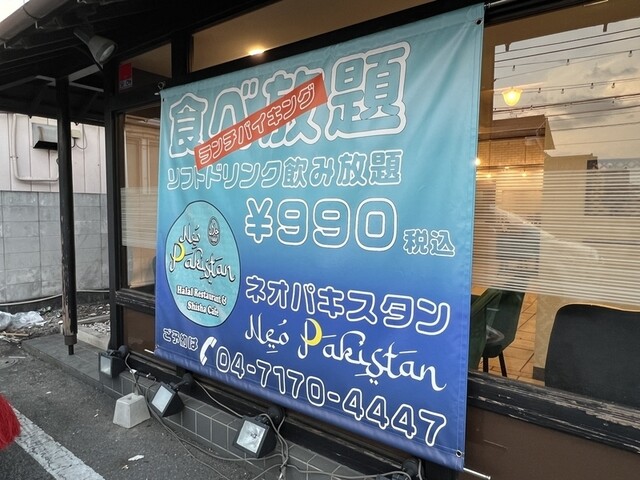 食べ放題
ランチバイキング
ソフトドリンク飲み放題
¥990 税込
Neo Pakistan
Halal Restaurant &
Shisha Café
ネオパキスタン
Neo Pakistan
ご予約は
04-7170-4447